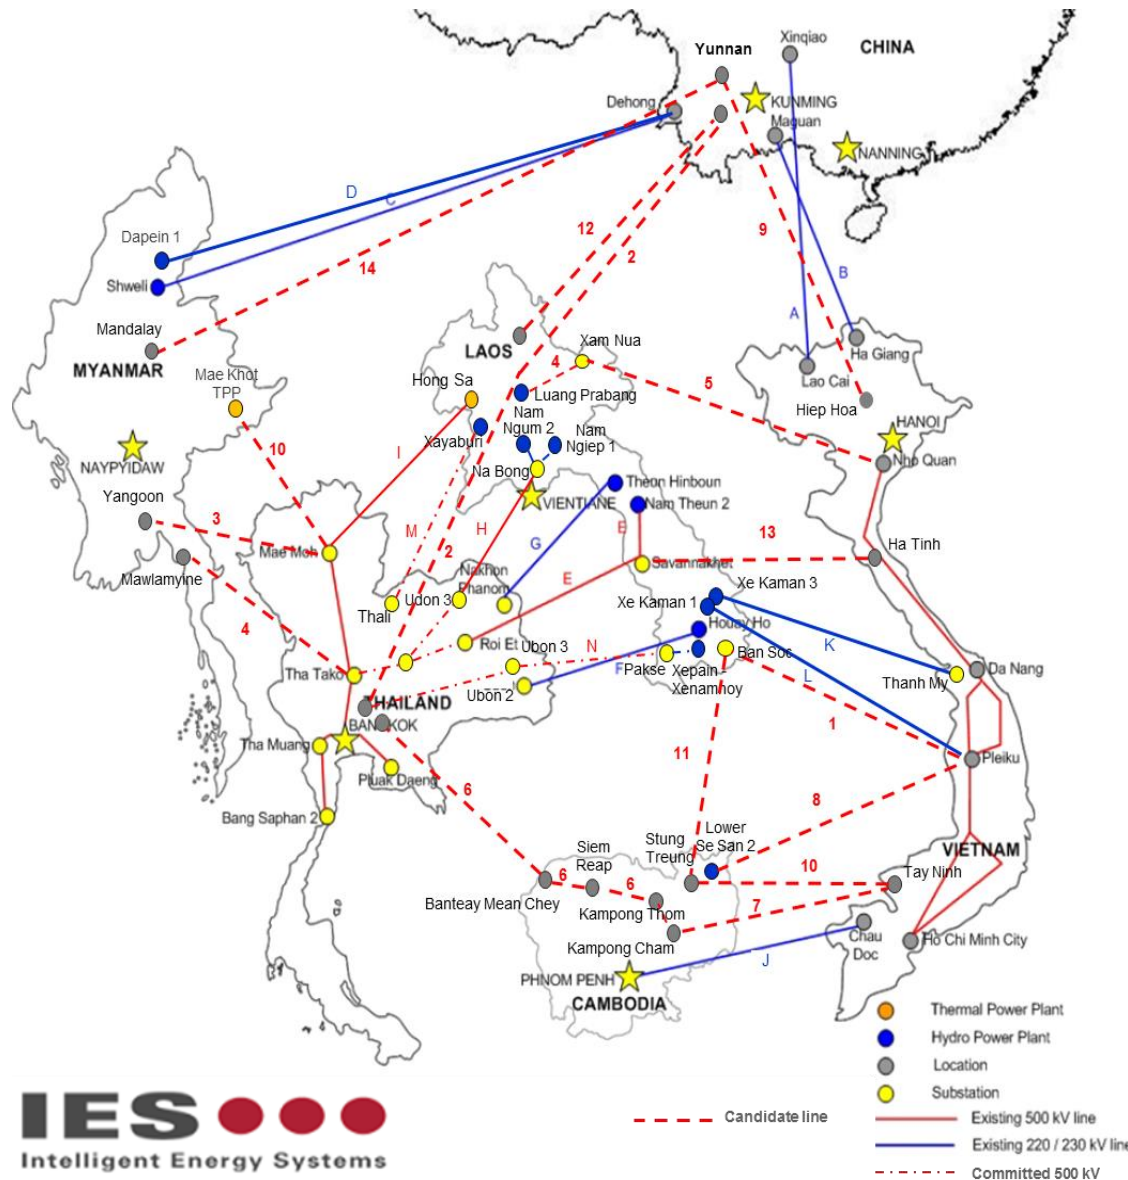 Xinqiao
Yunnan
CHINA
Dehong
KUNMING
Maguan
NANNING
D
C
12
2
9
14
B
A
Dapein 1
Shweli
Mandalay
MYANMAR
Mae Khot
TPP
10
NAYPYIDAW
Yangoon
3
Mawlamyine
4
Mae Moh
LAOS
Xam Nua
4
Hong Sa
Luang Prabang
5
Xayaburi
Nam
Ngum 2
Nam
Ngiep 1
Na Bong
VIENTIANE
Theon Hinboun
Nam Theun 2
Ha Giang
Lao Cai
Hiep Hoa
HANOI
Nho Quan
Ha Tinh
I
M
H
2
G
E
E
13
Savannakhet
Nakhon
Phanom
Udon 3
Thali
Roi Et
Xe Kaman 3
Xe Kaman 1
Houay Ho
Ban Soc
Ubon 3
N
F
Pakse
Xepain -
Xenamnoy
Ubon 2
K
L
Thanh My
Da Nang
Tha Tako
THAILAND
BANGKOK
Tha Muang
Pluak Daeng
Bang Saphan 2
1
11
Pleiku
8
6
Siem
Reap
Stung
Treung
Lower
Se San 2
VIETNAM
Tay Ninh
10
6
6
7
Banteay Mean Chey
Kampong Thom
Kampong Cham
Chau
Doc
Ho Chi Minh City
J
PHNOM PENH
CAMBODIA
Thermal Power Plant
Hydro Power Plant
Location
Substation
Candidate line
Existing 500 kV line
Existing 220 / 230 kV line
Committed 500 kV
IES
Intelligent Energy Systems